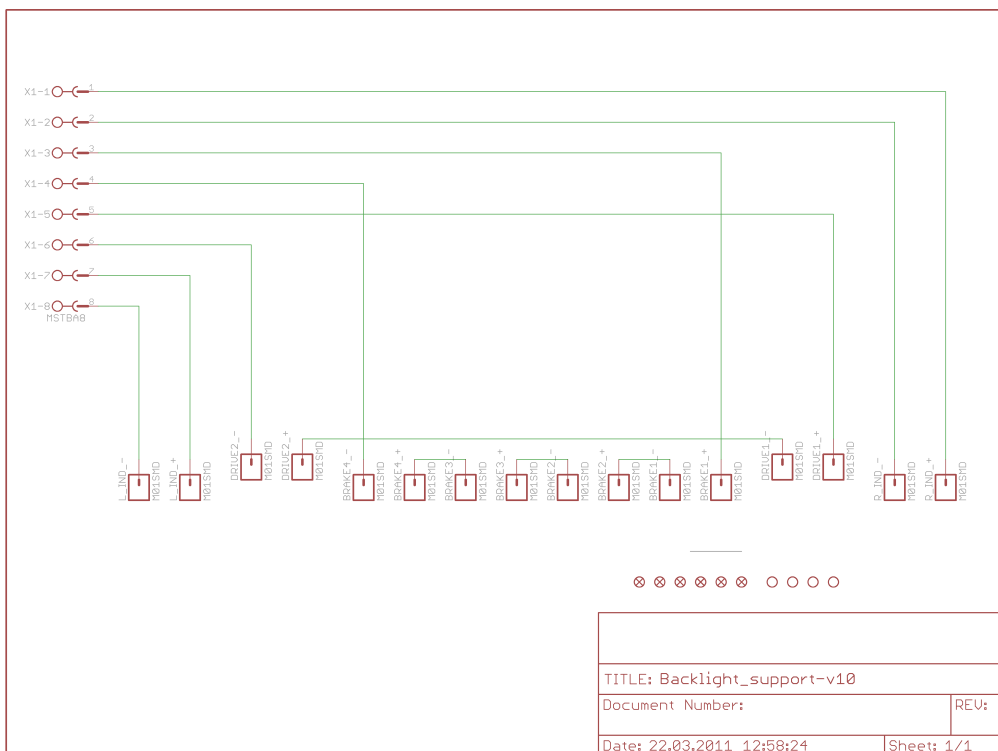 X1-1 1
X1-2 2
X1-3 3
X1-4 4
X1-5 5
X1-6 6
X1-7 7
X1-8 8
MSTBA8
L_IND_-
M01SMD
L_IND_+
M01SMD
DRIVE2_-
M01SMD
DRIVE2_+
M01SMD
BRAKE4_-
M01SMD
BRAKE4_+
M01SMD
BRAKE3_-
M01SMD
BRAKE3_+
M01SMD
BRAKE2_-
M01SMD
BRAKE2_+
M01SMD
BRAKE1_-
M01SMD
BRAKE1_+
M01SMD
DRIVE1_-
M01SMD
DRIVE1_+
M01SMD
R_IND_-
M01SMD
R_IND_+
M01SMD
TITLE: Backlight_support-v10
Document Number:
REV:
Date: 22.03.2011 12:58:24
Sheet: 1/1